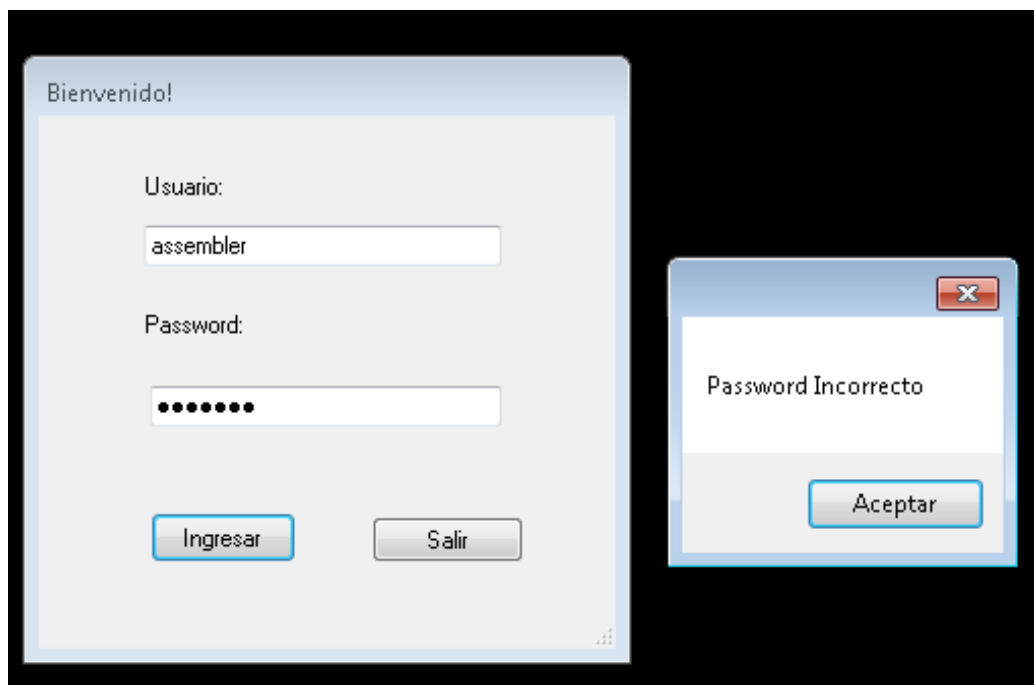 Bienvenido!
Usuario:
assembler
Password:
•••••••
Ingresar
Salir
Password Incorrecto
Aceptar